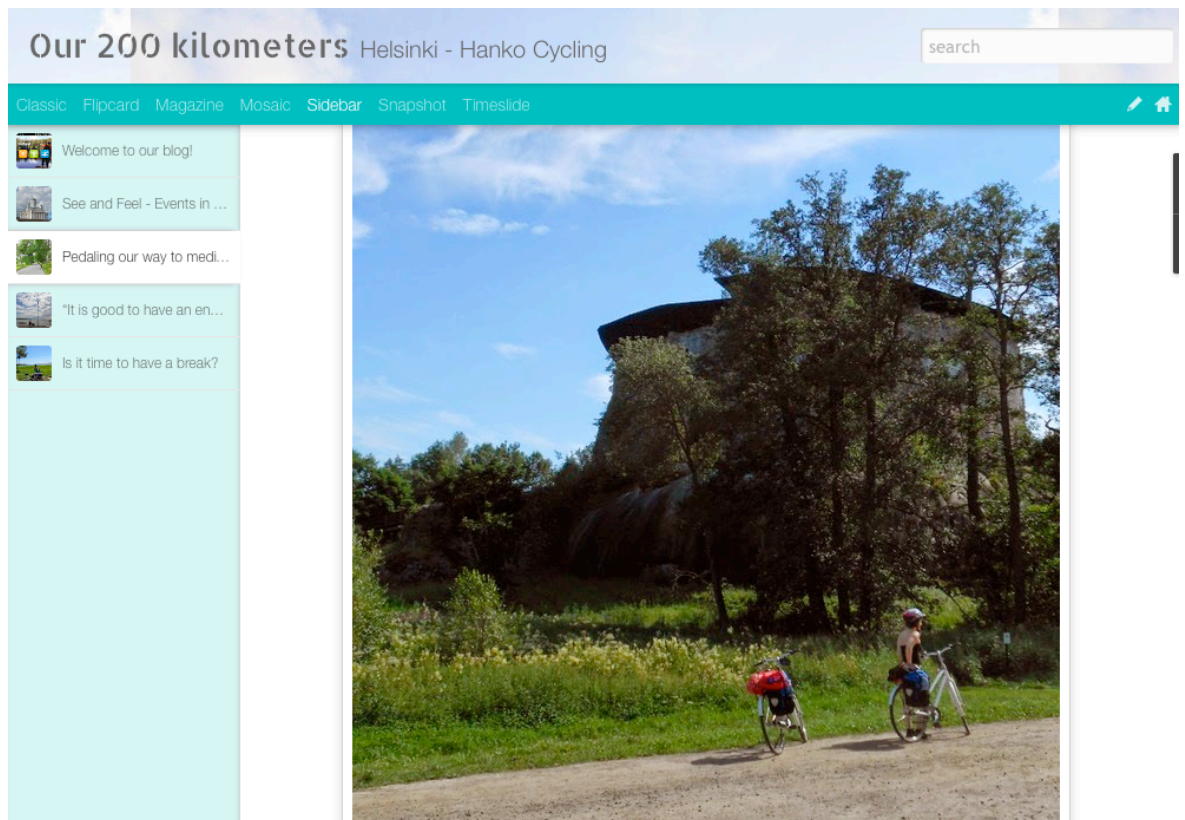 Our 200 kilometers Helsinki - Hanko Cycling
search
Classic Flipcard Magazine Mosaic Sidebar Snapshot Timeslide
Welcome to our blog!
See and Feel - Events in ...
Pedaling our way to medi...
“It is good to have an en...
Is it time to have a break?